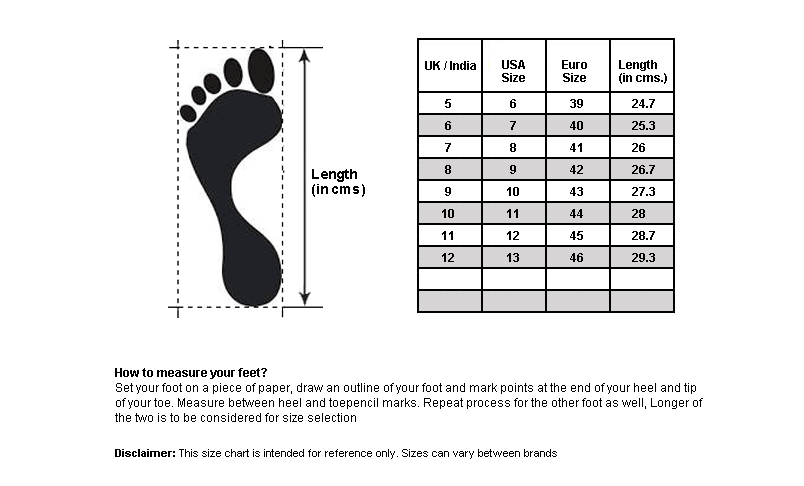 Length
(in cms)
UK / India USA Size Euro Size Length (in cms.)
5 6 39 24.7
6 7 40 25.3
7 8 41 26
8 9 42 26.7
9 10 43 27.3
10 11 44 28
11 12 45 28.7
12 13 46 29.3
How to measure your feet?
Set your foot on a piece of paper, draw an outline of your foot and mark points at the end of your heel and tip
of your toe. Measure between heel and toepencil marks. Repeat process for the other foot as well, Longer of
the two is to be considered for size selection
Disclaimer: This size chart is intended for reference only. Sizes can vary between brands